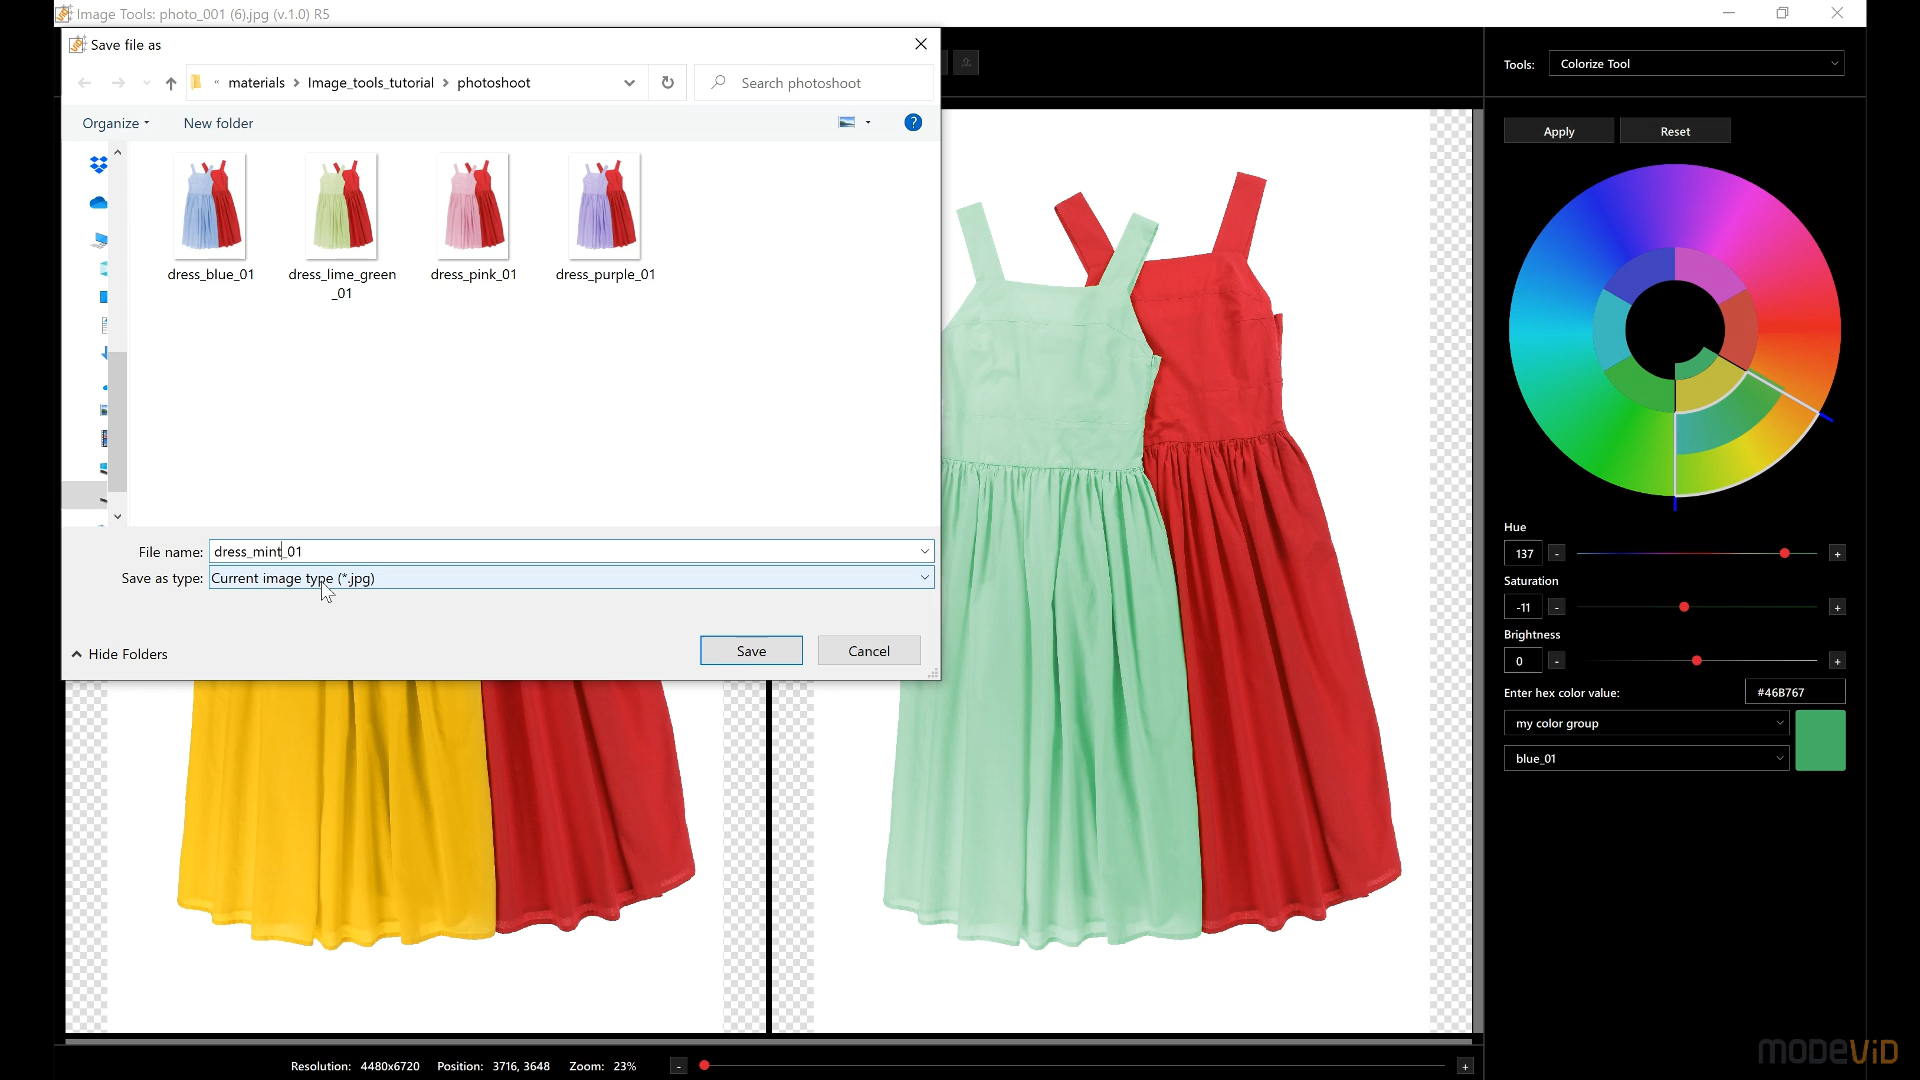 Image Tools: photo_001 (6).jpg (v.1.0) R5
Save file as
« materials > Image_tools_tutorial > photoshoot
Search photoshoot
Organize
New folder
?
dress_blue_01
dress_lime_green
_01
dress_pink_01
dress_purple_01
File name: dress_mint_01
Save as type: Current image type (*.jpg)
Hide Folders
Save
Cancel
Tools: Colorize Tool
Apply
Reset
Hue
137 - +
Saturation
-11 - +
Brightness
0 - +
Enter hex color value: #46B767
my color group
blue_01
Resolution: 4480x6720 Position: 3716, 3648 Zoom: 23% - +
modeviD